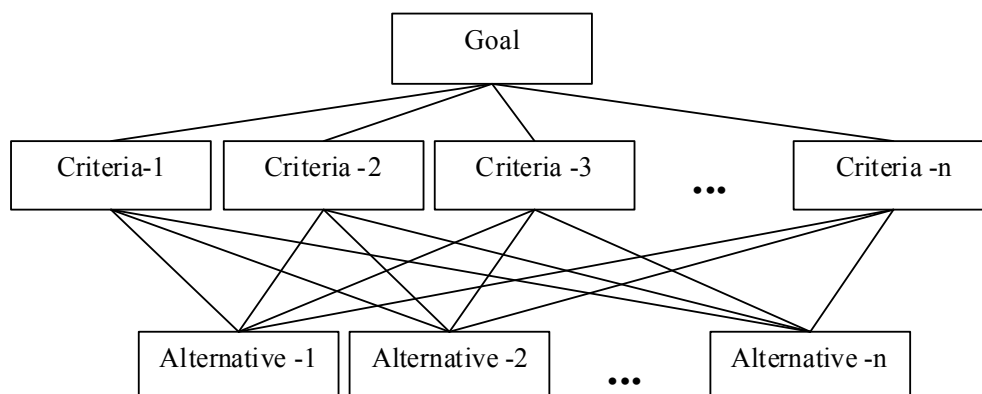 Goal
Criteria-1
Criteria -2
Criteria -3
...
Criteria -n
Alternative -1
Alternative -2
...
Alternative -n